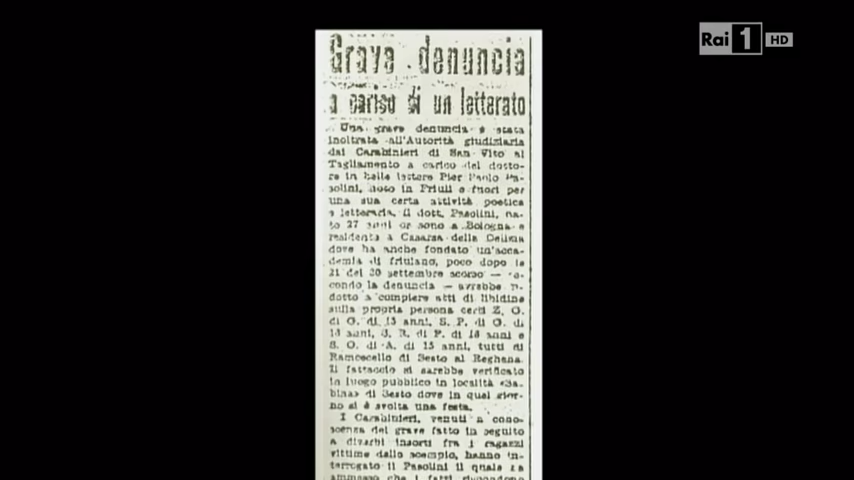 Rai 1 HD
Grave denuncia
a carico di un letterato
Una grave denuncia è stata
inoltrata all'Autorità giudiziaria
dai Carabinieri di San Vito al
Tagliamento a carico del dotto-
re in belle lettere Pier Paolo Pa-
solini, noto in Friuli e fuori per
una sua certa attività poetica
e letteraria. Il dott. Pasolini, na-
to 27 anni or sono a Bologna e
residente a Casarsa della Delizia
dove ha anche fondato un'acca-
demia di friulano, poco dopo le
21 del 30 settembre scorso — se-
condo la denuncia — avrebbe in-
dotto a compiere atti di libidine
sulla propria persona certi Z. O.
di G. di 15 anni, S. P. di G. di
anni, di P. di 16 anni e
S. O. di A. di 15 anni, tutti di
Ramuscello di Sesto al Reghena.
Il fattaccio si sarebbe verificato
in luogo pubblico in località «Sa-
bina» di Sesto dove in quel gior-
no si è svolta una festa.
I Carabinieri, venuti a cono-
scenza del grave fatto in seguito
a diverbi insorti fra i ragazzi
vittime dello scempio, hanno in-
terrogato il Pasolini il quale ha
ammesso che i fatti rispondono